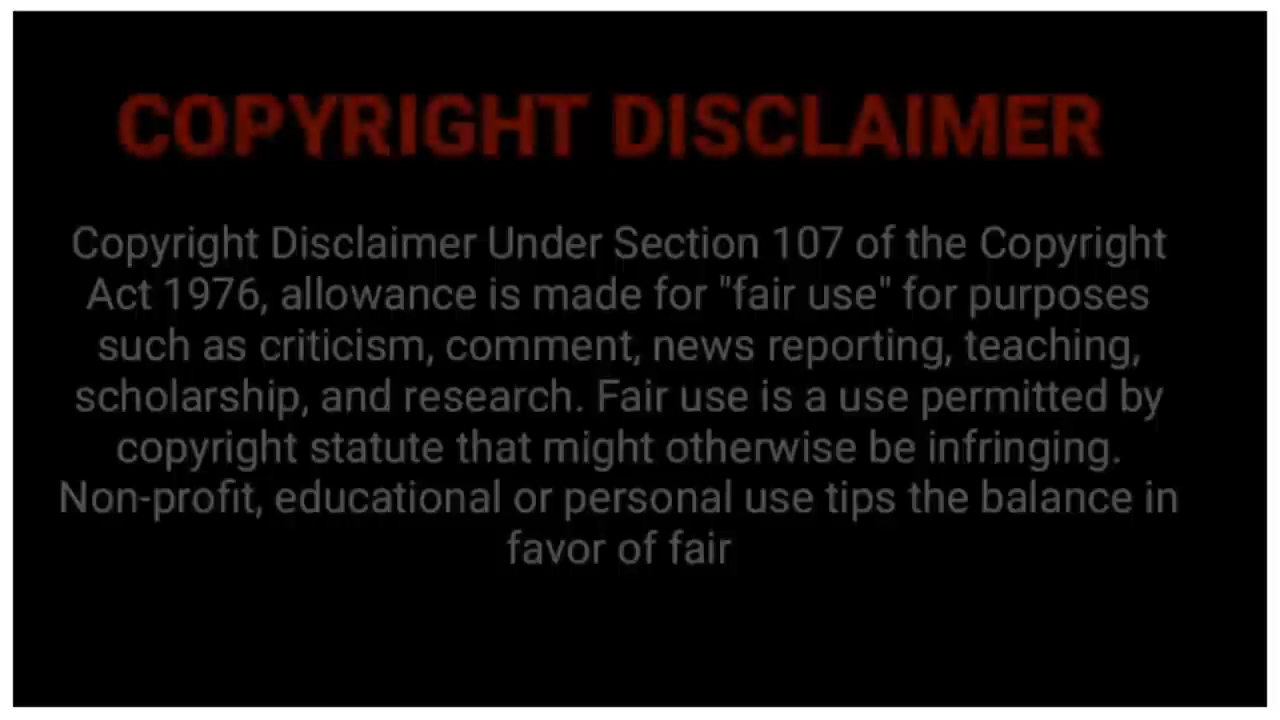 COPYRIGHT DISCLAIMER
Copyright Disclaimer Under Section 107 of the Copyright
Act 1976, allowance is made for "fair use" for purposes
such as criticism, comment, news reporting, teaching,
scholarship, and research. Fair use is a use permitted by
copyright statute that might otherwise be infringing.
Non-profit, educational or personal use tips the balance in
favor of fair